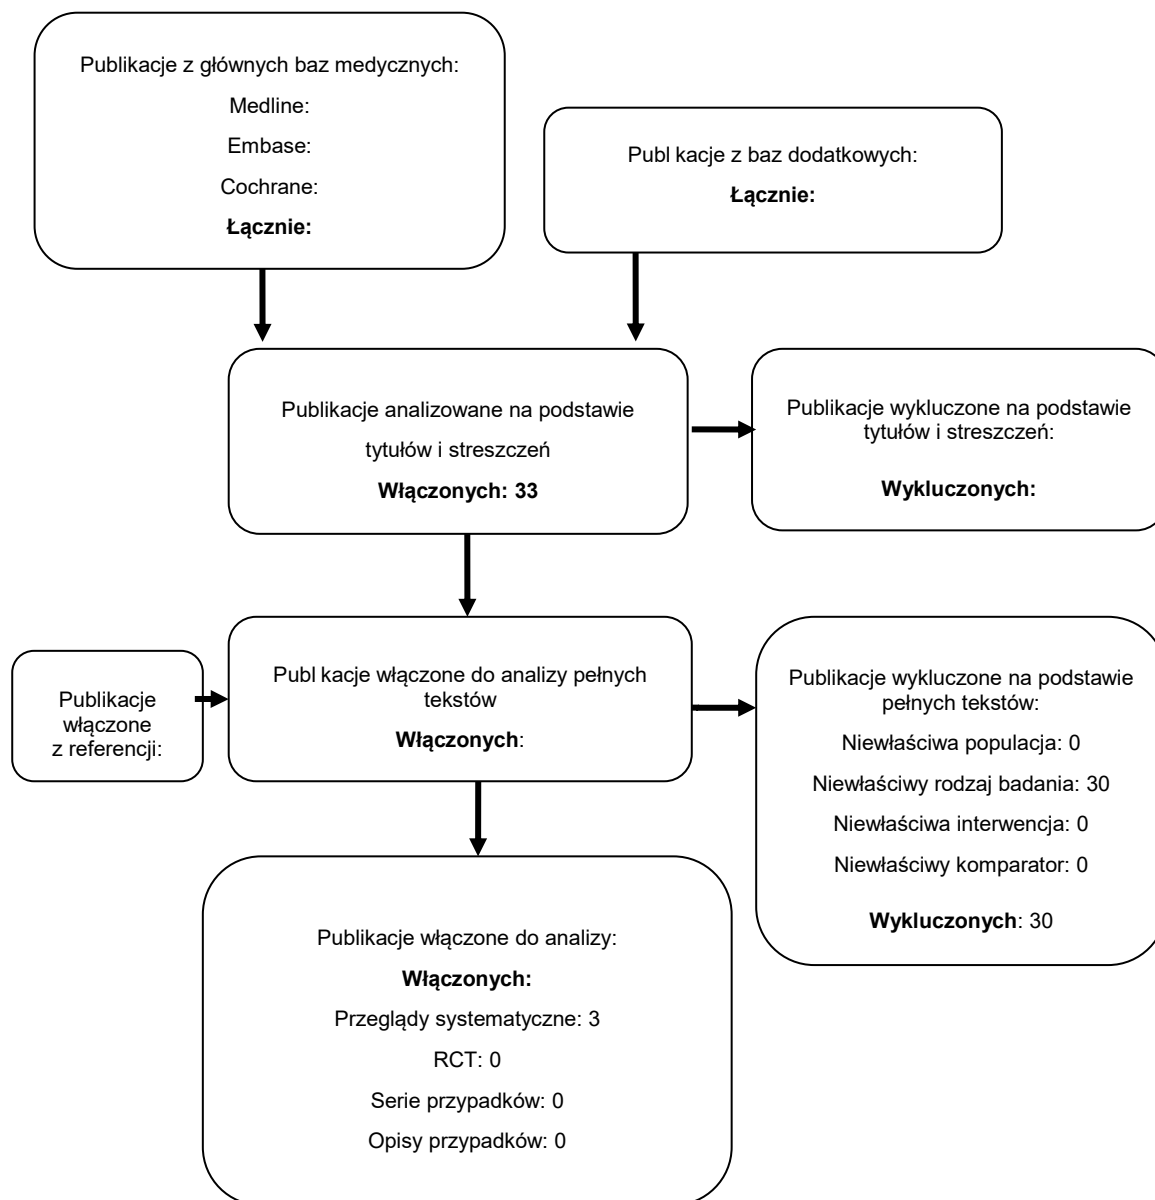 Publikacje z głównych baz medycznych:
Medline:
Embase:
Cochrane:
Łącznie:
Publ kacje z baz dodatkowych:
Łącznie:
Publikacje analizowane na podstawie
tytułów i streszczeń
Włączonych: 33
Publikacje wykluczone na podstawie
tytułów i streszczeń:
Wykluczonych:
Publikacje
włączone
z referencji:
Publ kacje włączone do analizy pełnych
tekstów
Włączonych:
Publikacje wykluczone na podstawie
pełnych tekstów:
Niewłaściwa populacja: 0
Niewłaściwy rodzaj badania: 30
Niewłaściwa interwencja: 0
Niewłaściwy komparator: 0
Wykluczonych: 30
Publikacje włączone do analizy:
Włączonych:
Przeglądy systematyczne: 3
RCT: 0
Serie przypadków: 0
Opisy przypadków: 0